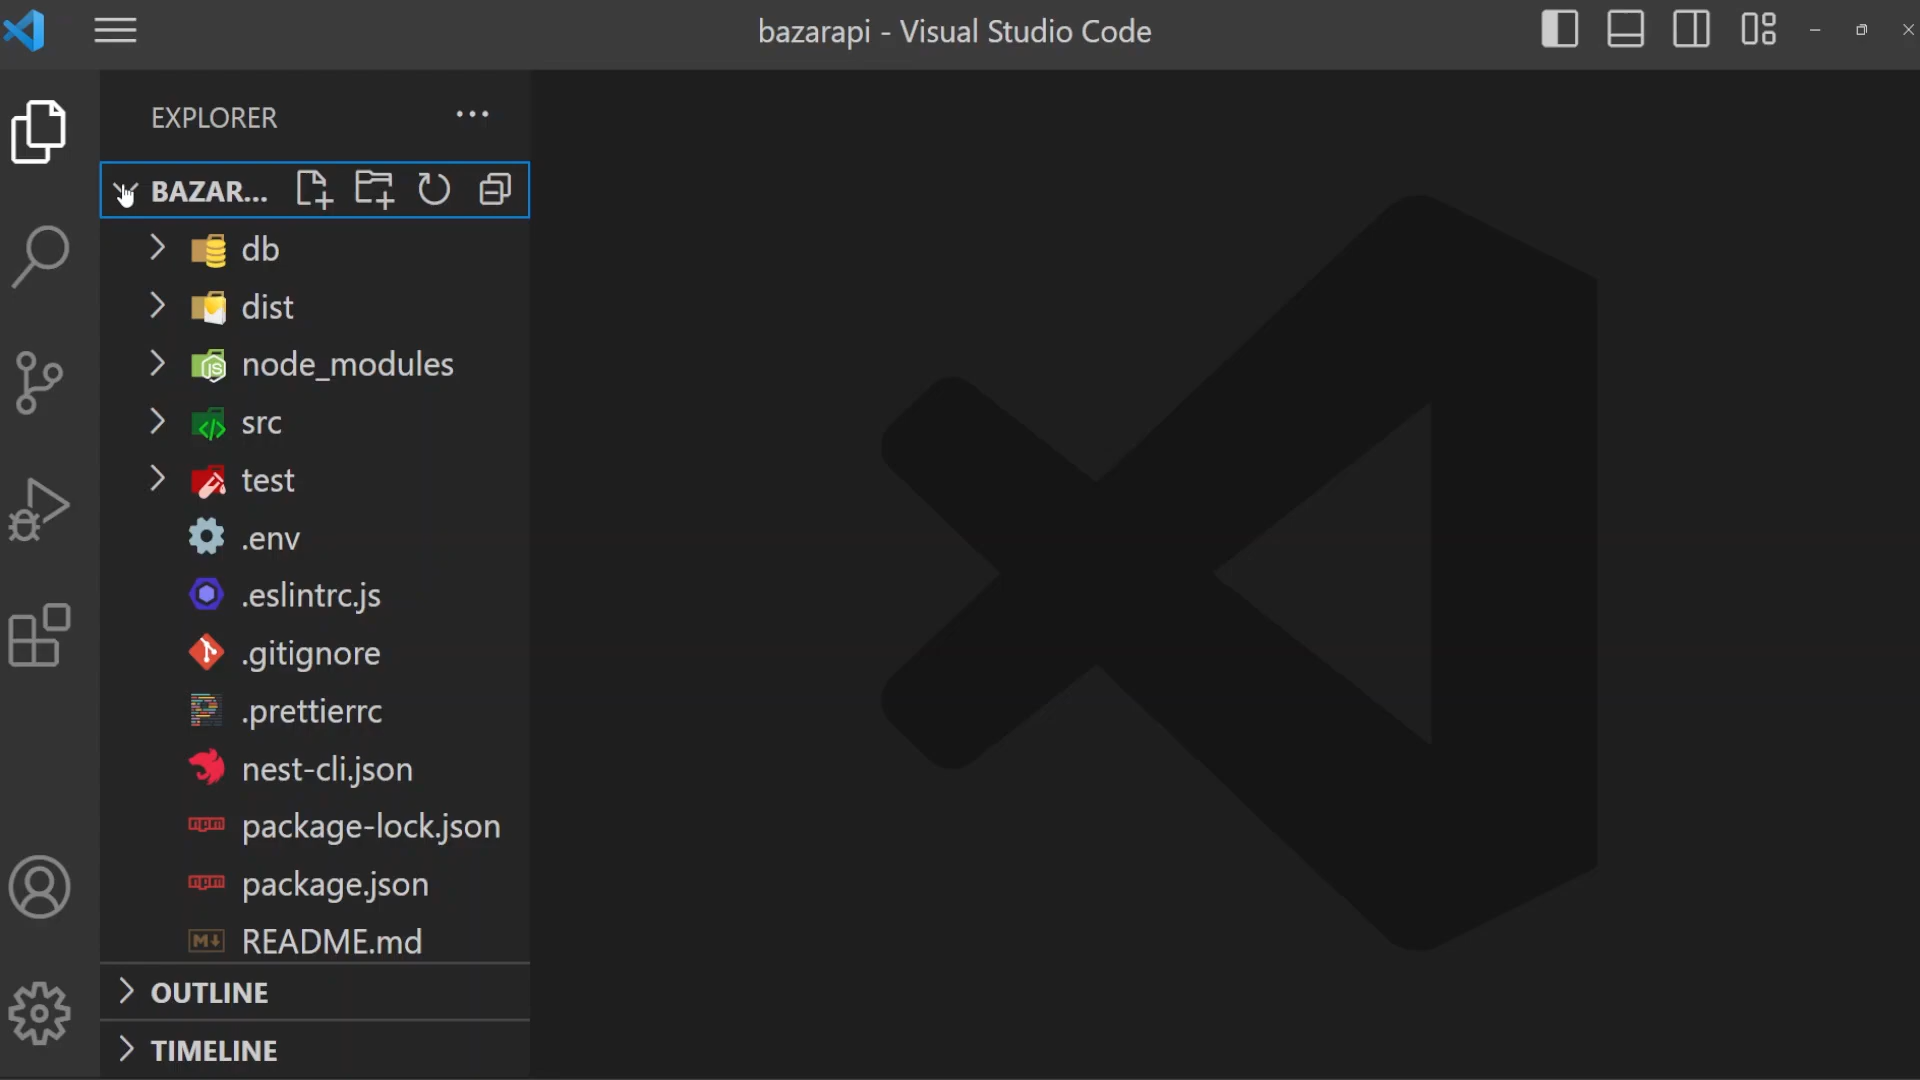 bazarapi - Visual Studio Code
EXPLORER
BAZAR...
db
dist
node_modules
src
test
.env
.eslintrc.js
.gitignore
.prettierrc
nest-cli.json
package-lock.json
package.json
README.md
OUTLINE
TIMELINE